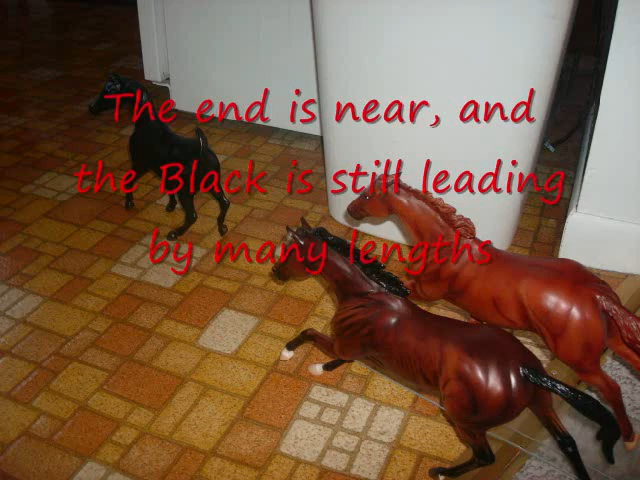 The end is near, and
the Black is still leading
by many lengths